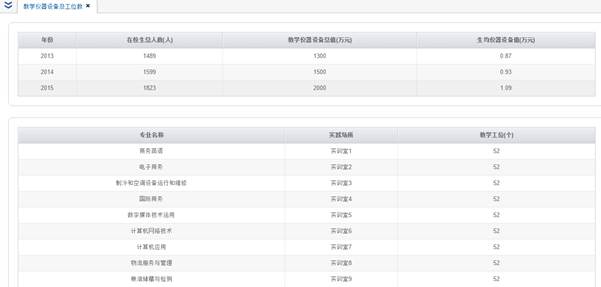 教学仪器设备总工位数 ×
年份 在校生总人数(人) 教学仪器设备总值(万元) 生均仪器设备值(万元)
2013 1489 1300 0.87
2014 1599 1500 0.93
2015 1823 2000 1.09
专业名称 实践场所 教学工位(个)
商务英语 实训室1 52
电子商务 实训室2 52
制冷和空调设备运行和维修 实训室3 52
国际商务 实训室4 52
数字媒体技术应用 实训室5 52
计算机网络技术 实训室6 52
计算机应用 实训室7 52
物流服务与管理 实训室8 52
粮油储藏与检测 实训室9 52